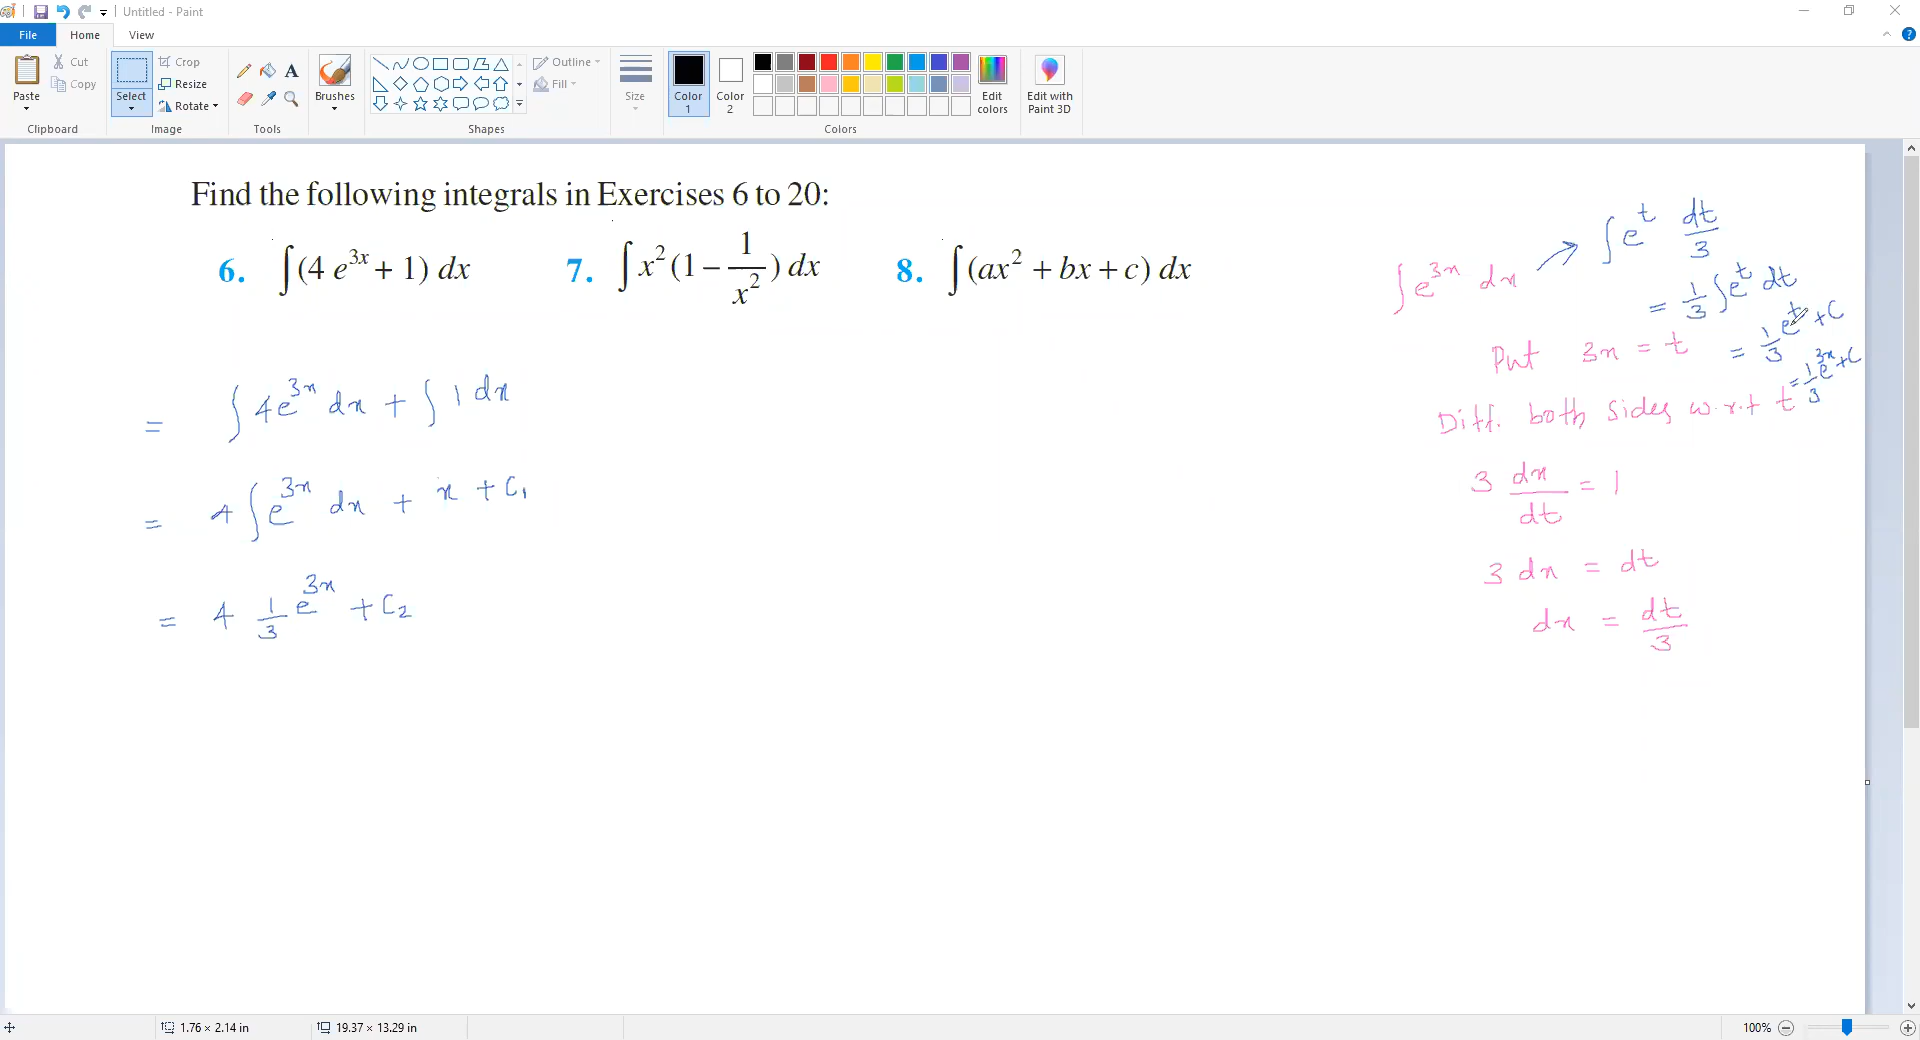 Untitled - Paint
File Home View
Paste Cut Copy Select Crop Resize Rotate Brushes Outline Fill Size Color 1 Color 2 Edit colors Edit with Paint 3D
Clipboard Image Tools Shapes Colors
Find the following integrals in Exercises 6 to 20:
6. ∫(4 e^{3x} + 1) dx 7. ∫x²(1 – 1/x²) dx 8. ∫(ax² + bx + c) dx
= ∫ 4e^{3x} dx + ∫ 1 dx
= 4 ∫ e^{3x} dx + x + C₁
= 4 1/3 e^{3x} + C₂
∫ e^{3x} dx → ∫ e^t dt/3
= 1/3 ∫ e^t dt
Put 3x = t = 1/3 e^t + C
= 1/3 e^{3x} + C
Diff. both sides w.r.t t
3 dx/dt = 1
3 dx = dt
dx = dt/3
1.76 × 2.14 in 19.37 × 13.29 in 100%